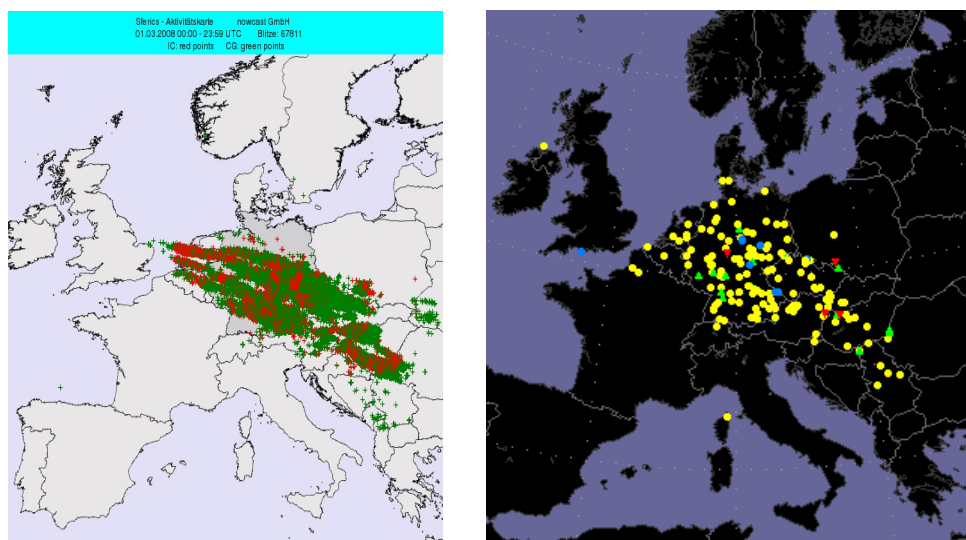 Sferics - Aktivitätskarte nowcast GmbH
01.03.2008 00:00 - 23:59 UTC Blitze: 67811
IC: red points CG: green points